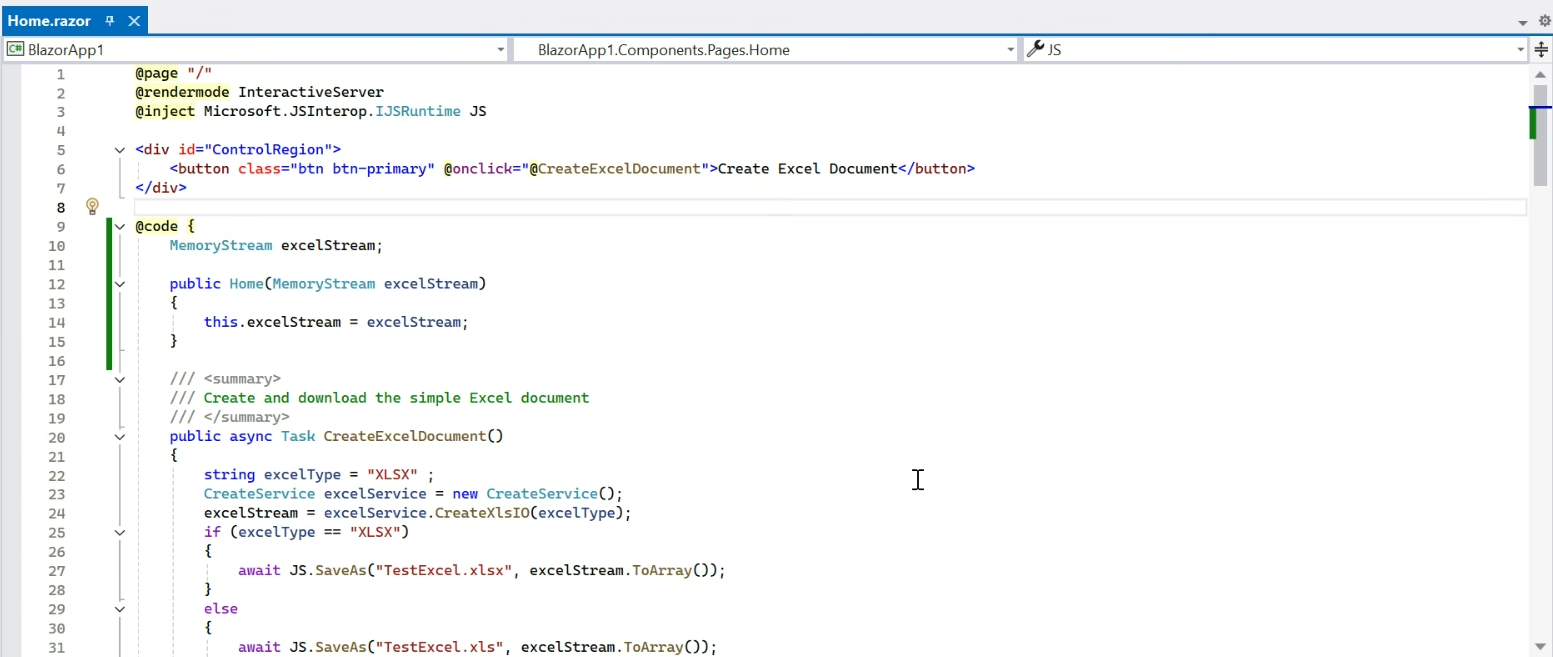 Home.razor
BlazorApp1
BlazorApp1.Components.Pages.Home
JS
1 @page "/"
2 @rendermode InteractiveServer
3 @inject Microsoft.JSInterop.IJSRuntime JS
4
5 <div id="ControlRegion">
6 <button class="btn btn-primary" @onclick="@CreateExcelDocument">Create Excel Document</button>
7 </div>
8
9 @code {
10 MemoryStream excelStream;
11
12 public Home(MemoryStream excelStream)
13 {
14 this.excelStream = excelStream;
15 }
16
17 /// <summary>
18 /// Create and download the simple Excel document
19 /// </summary>
20 public async Task CreateExcelDocument()
21 {
22 string excelType = "XLSX" ;
23 CreateService excelService = new CreateService();
24 excelStream = excelService.CreateXlsIO(excelType);
25 if (excelType == "XLSX")
26 {
27 await JS.SaveAs("TestExcel.xlsx", excelStream.ToArray());
28 }
29 else
30 {
31 await JS.SaveAs("TestExcel.xls", excelStream.ToArray());